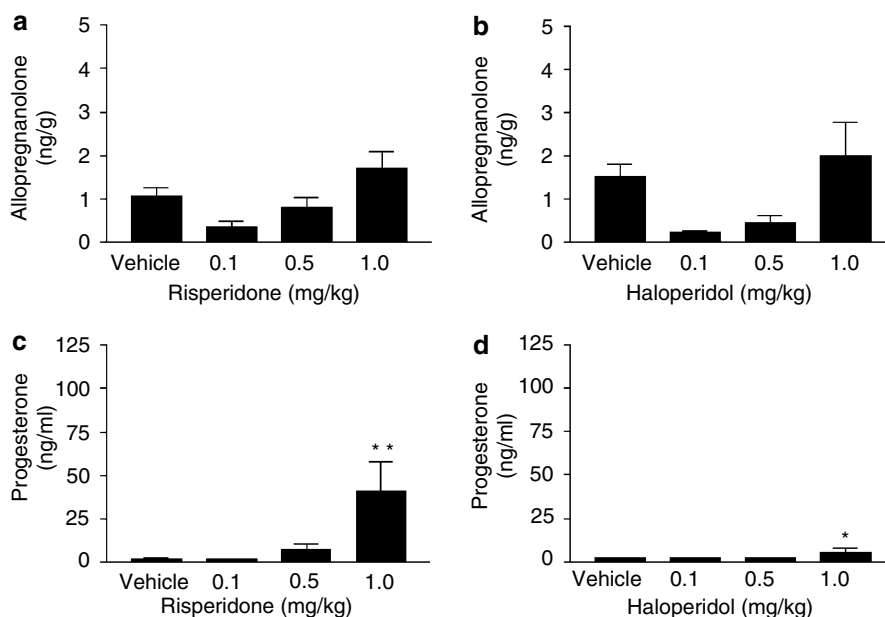 a
Allopregnanolone
(ng/g)
5
4
3
2
1
0
Vehicle 0.1 0.5 1.0
Risperidone (mg/kg)
b
Allopregnanolone
(ng/g)
5
4
3
2
1
0
Vehicle 0.1 0.5 1.0
Haloperidol (mg/kg)
c
Progesterone
(ng/ml)
125
100
75
50
25
0
* *
Vehicle 0.1 0.5 1.0
Risperidone (mg/kg)
d
Progesterone
(ng/ml)
125
100
75
50
25
0
*
Vehicle 0.1 0.5 1.0
Haloperidol (mg/kg)